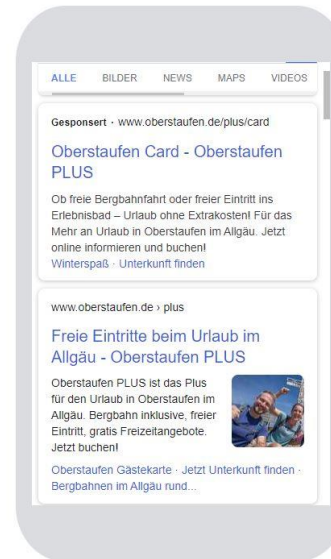 ALLE BILDER NEWS MAPS VIDEOS
Gesponsert · www.oberstaufen.de/plus/card
Oberstaufen Card - Oberstaufen
PLUS
Ob freie Bergbahnfahrt oder freier Eintritt ins
Erlebnisbad – Urlaub ohne Extrakosten! Für das
Mehr an Urlaub in Oberstaufen im Allgäu. Jetzt
online informieren und buchen!
Winterspaß · Unterkunft finden
www.oberstaufen.de › plus
Freie Eintritte beim Urlaub im
Allgäu - Oberstaufen PLUS
Oberstaufen PLUS ist das Plus
für den Urlaub in Oberstaufen im
Allgäu. Bergbahn inklusive, freier
Eintritt, gratis Freizeitangebote.
Jetzt buchen!
Oberstaufen Gästekarte · Jetzt Unterkunft finden ·
Bergbahnen im Allgäu rund...